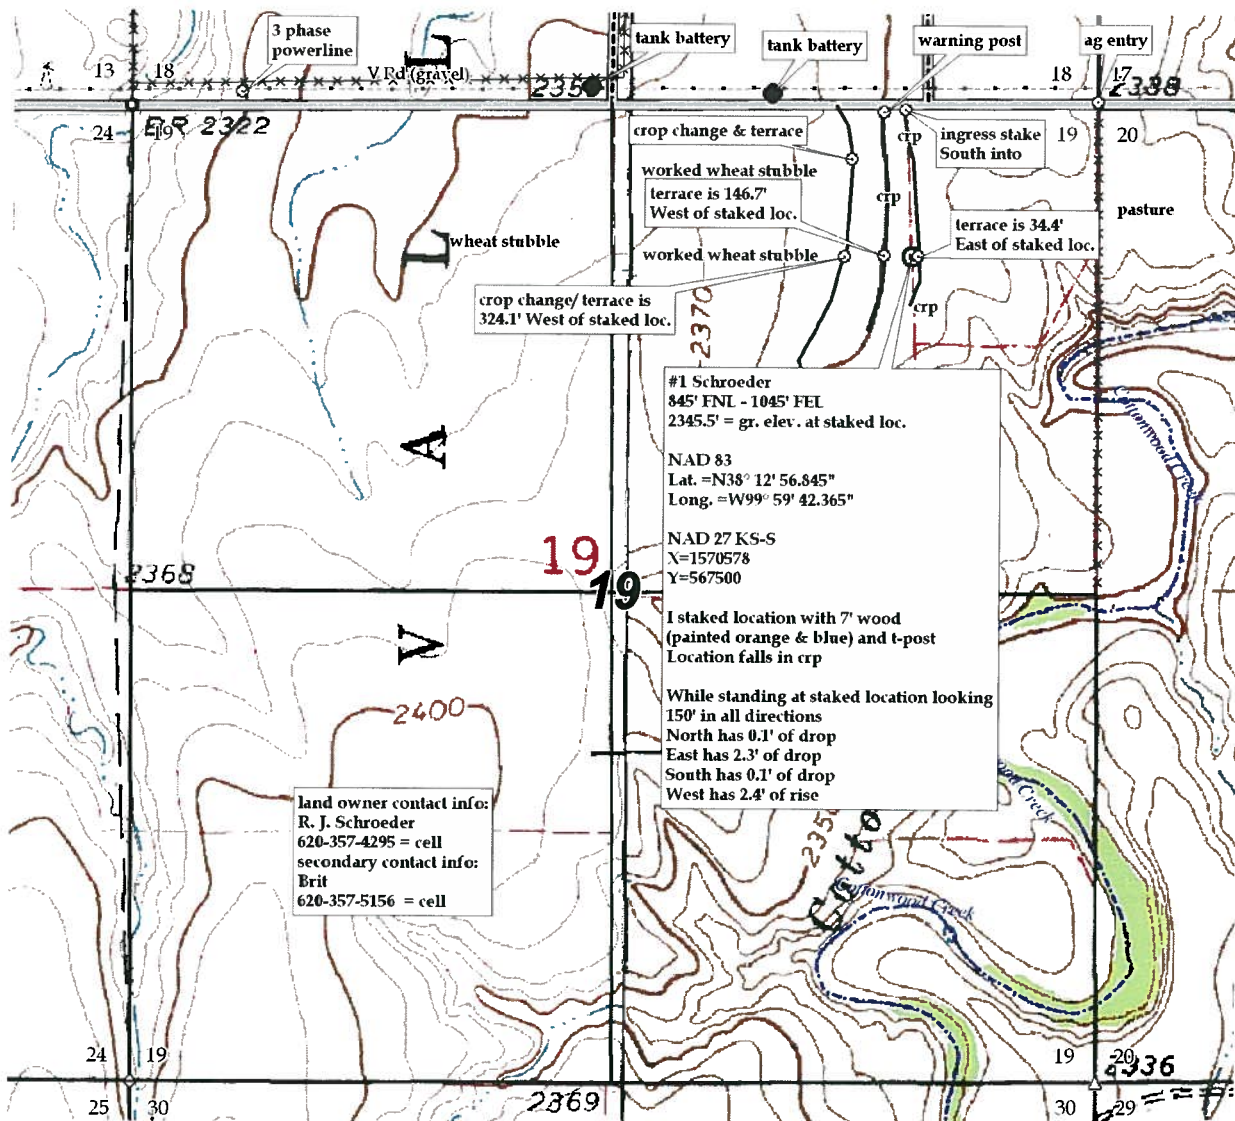 3 phase
powerline
tank battery
tank battery
warning post
ag entry
13 18
V Rd (gravel)
235
18 17
2338
24 19
BR 2322
crop change & terrace
crp
ingress stake
South into
19 20
worked wheat stubble
terrace is 146.7'
West of staked loc.
crp
pasture
L
L
wheat stubble
worked wheat stubble
terrace is 34.4'
East of staked loc.
crop change/ terrace is
324.1' West of staked loc.
2370
crp
#1 Schroeder
845' FNL - 1045' FEL
2345.5' = gr. elev. at staked loc.
NAD 83
Lat. =N38° 12' 56.845"
Long. =W99° 59' 42.365"
NAD 27 KS-S
X=1570578
Y=567500
I staked location with 7' wood
(painted orange & blue) and t-post
Location falls in crp
While standing at staked location looking
150' in all directions
North has 0.1' of drop
East has 2.3' of drop
South has 0.1' of drop
West has 2.4' of rise
A
Cottonwood Creek
19
19
2368
V
2400
land owner contact info:
R. J. Schroeder
620-357-4295 = cell
secondary contact info:
Brit
620-357-5156 = cell
wood Creek
235
Cotto
Cottonwood Creek
24 19
19 20
2336
25 30
2369
30 29